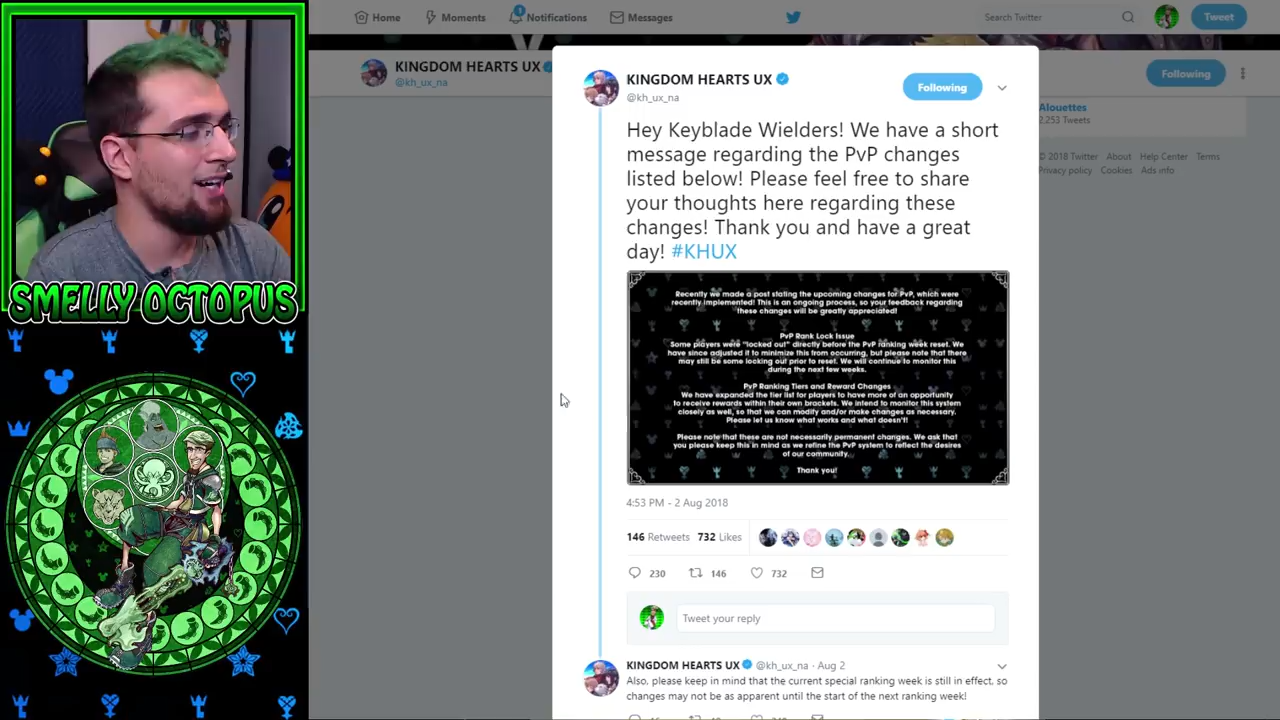 Home
Moments
1
Notifications
Messages
Search Twitter
Tweet
KINGDOM HEARTS UX
@kh_ux_na
Following
SMELLY OCTOPUS
KINGDOM HEARTS UX
@kh_ux_na
Following
Hey Keyblade Wielders! We have a short
message regarding the PvP changes
listed below! Please feel free to share
your thoughts here regarding these
changes! Thank you and have a great
day! #KHUX
Recently we made a post stating the upcoming changes for PvP, which were
recently implemented! This is an ongoing process, so your feedback regarding
these changes will be greatly appreciated!
PvP Rank Lock Issue
Some players were "locked out" directly before the PvP ranking week reset. We
have since adjusted it to minimize this from occurring, but please note that there
may still be some locking out prior to reset. We will continue to monitor this
during the next few weeks.
PvP Ranking Tiers and Reward Changes
We have expanded the tier list for players to have more of an opportunity
to receive rewards within their own brackets. We intend to monitor this system
closely as well, so that we can modify and/or make changes as necessary.
Please let us know what works and what doesn't!
Please note that these are not necessarily permanent changes. We ask that
you please keep this in mind as we refine the PvP system to reflect the desires
of our community.
Thank you!
4:53 PM - 2 Aug 2018
146 Retweets 732 Likes
230 146 732
Tweet your reply
KINGDOM HEARTS UX @kh_ux_na · Aug 2
Also, please keep in mind that the current special ranking week is still in effect, so
changes may not be as apparent until the start of the next ranking week!
Alouettes
2,253 Tweets
© 2018 Twitter About Help Center Terms
Privacy policy Cookies Ads info